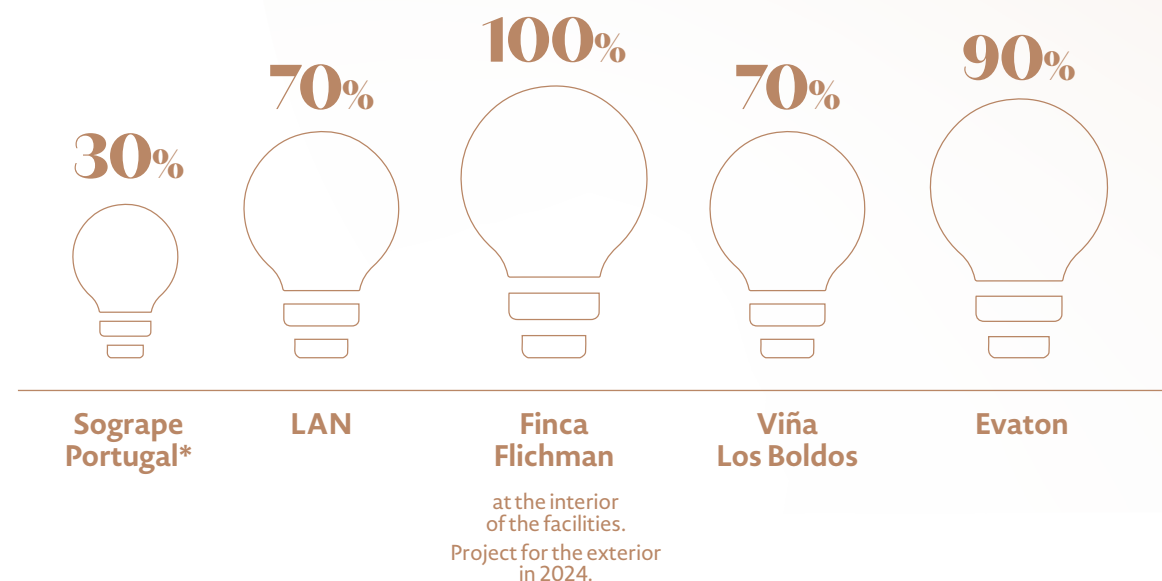 30%
70%
100%
70%
90%
Sogrape
Portugal*
LAN
Finca
Flichman
at the interior
of the facilities.
Project for the exterior
in 2024.
Viña
Los Boldos
Evaton